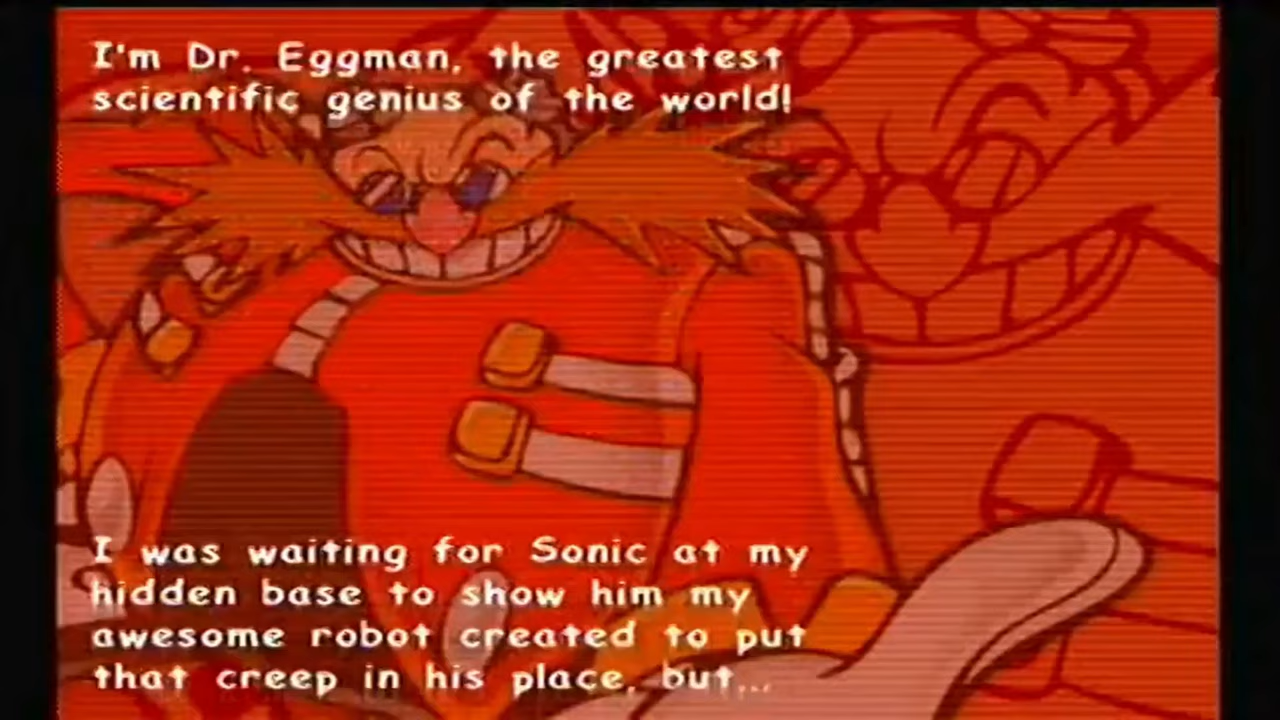 I'm Dr. Eggman, the greatest
scientific genius of the world!
I was waiting for Sonic at my
hidden base to show him my
awesome robot created to put
that creep in his place, but...